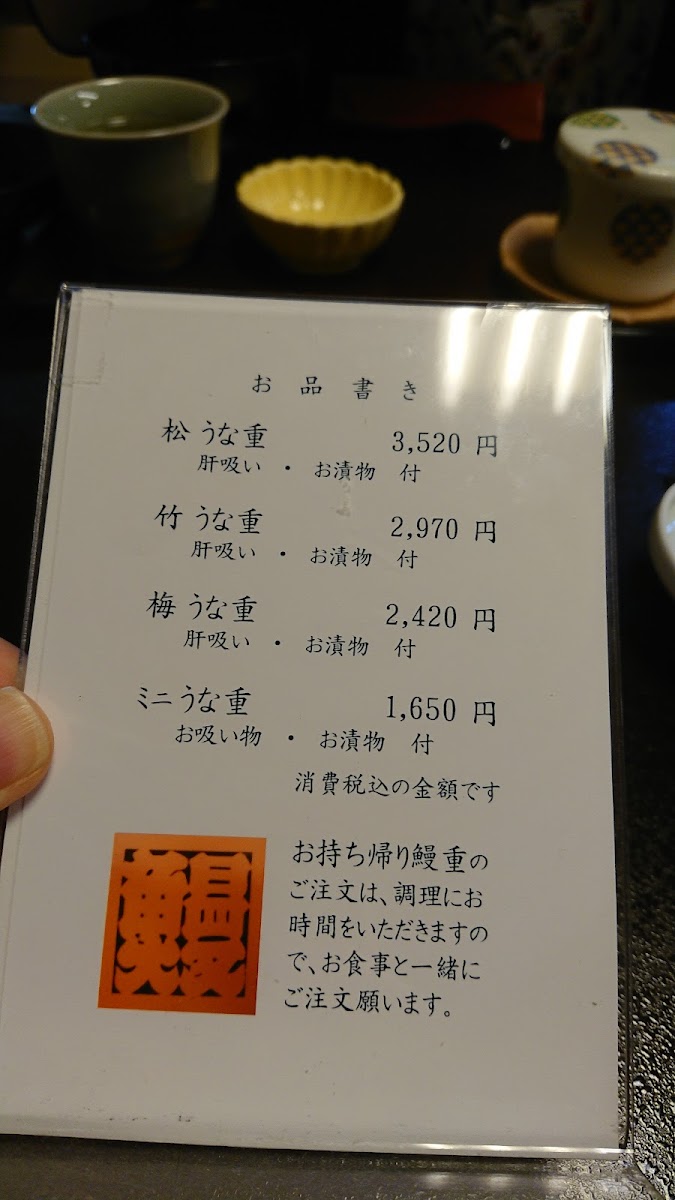 お品書き
松 うな重 3,520 円
肝吸い ・ お漬物 付
竹 うな重 2,970 円
肝吸い ・ お漬物 付
梅 うな重 2,420 円
肝吸い ・ お漬物 付
ミニうな重 1,650 円
お吸い物 ・ お漬物 付
消費税込の金額です
お持ち帰り鰻重の
ご注文は、調理にお
時間をいただきますの
で、お食事と一緒に
ご注文願います。